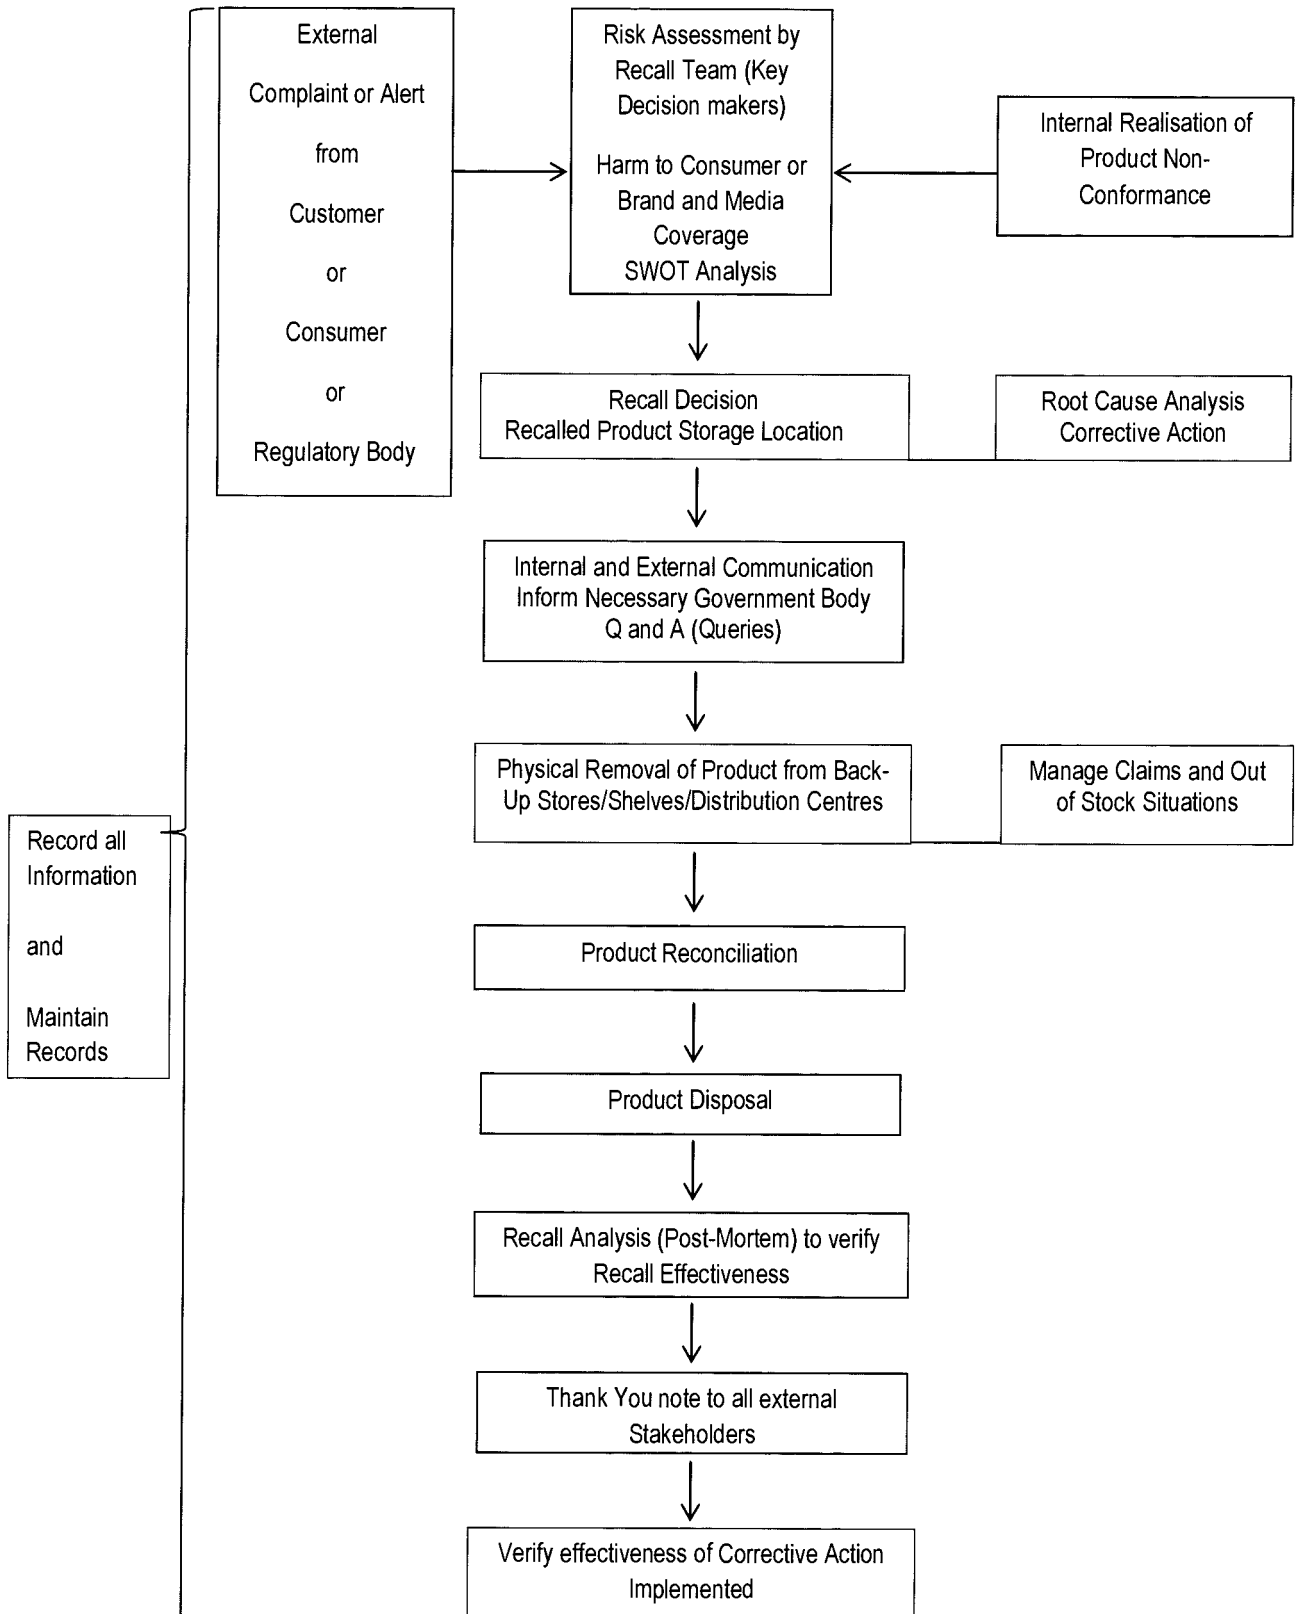 External
Complaint or Alert
from
Customer
or
Consumer
or
Regulatory Body
Risk Assessment by
Recall Team (Key
Decision makers)
Harm to Consumer or
Brand and Media
Coverage
SWOT Analysis
Internal Realisation of
Product Non-
Conformance
Recall Decision
Recalled Product Storage Location
Root Cause Analysis
Corrective Action
Internal and External Communication
Inform Necessary Government Body
Q and A (Queries)
Physical Removal of Product from Back-
Up Stores/Shelves/Distribution Centres
Manage Claims and Out
of Stock Situations
Record all
Information
and
Maintain
Records
Product Reconciliation
Product Disposal
Recall Analysis (Post-Mortem) to verify
Recall Effectiveness
Thank You note to all external
Stakeholders
Verify effectiveness of Corrective Action
Implemented